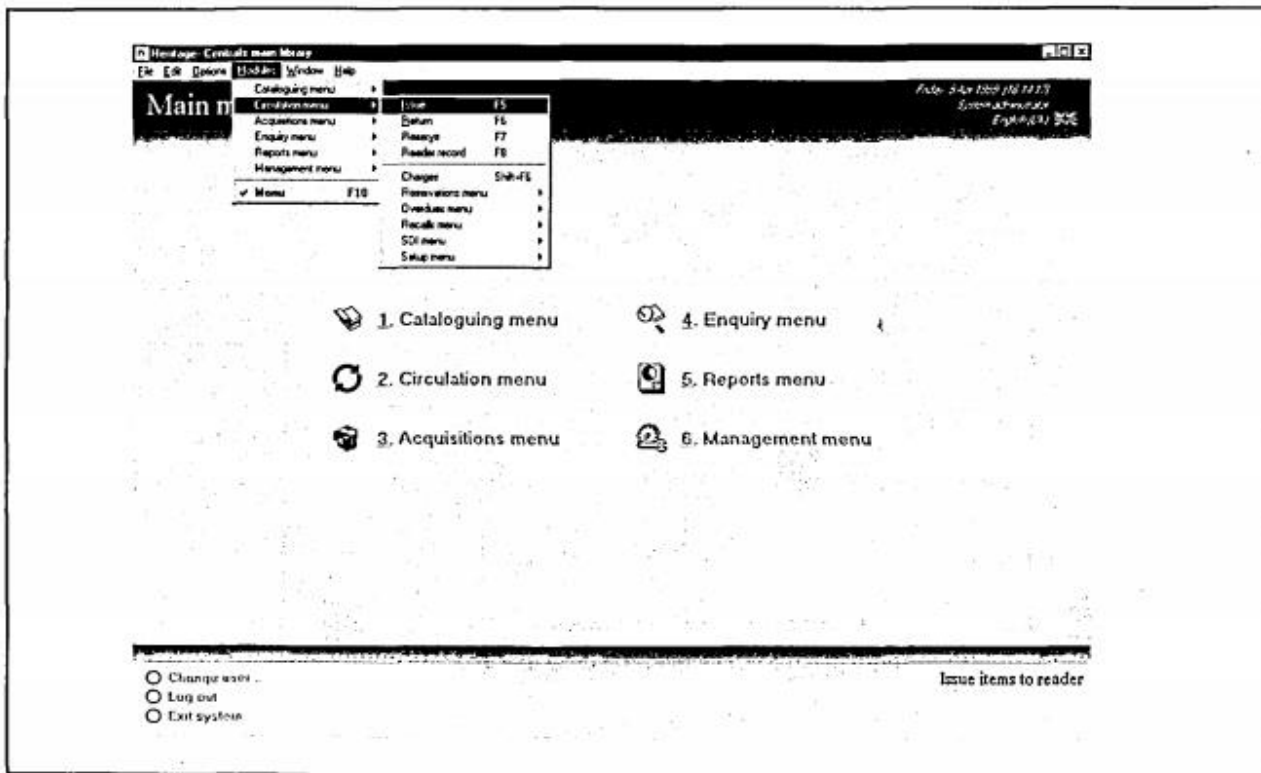 Heritage- Centrals main library
File Edit Options Modules Window Help
Main m
Friday
System administrator
English(UK)
Cataloguing menu
Circulation menu
Acquisitions menu
Enquiry menu
Reports menu
Management menu
✓ Menu F10
Issue F5
Return F6
Reserve F7
Reader record F8
Charges Shift+F6
Reservations menu
Overdues menu
Recalls menu
SDI menu
Setup menu
1. Cataloguing menu
2. Circulation menu
3. Acquisitions menu
4. Enquiry menu
5. Reports menu
6. Management menu
Change user ..
Log out
Exit system
Issue items to reader